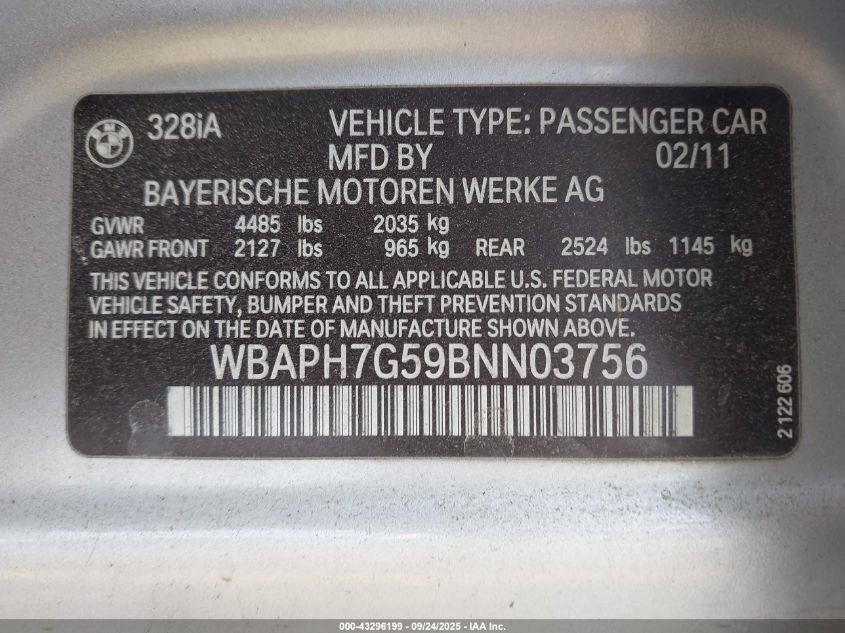 BMW
328iA VEHICLE TYPE: PASSENGER CAR
MFD BY 02/11
BAYERISCHE MOTOREN WERKE AG
GVWR 4485 lbs 2035 kg
GAWR FRONT 2127 lbs 965 kg REAR 2524 lbs 1145 kg
THIS VEHICLE CONFORMS TO ALL APPLICABLE U.S. FEDERAL MOTOR
VEHICLE SAFETY, BUMPER AND THEFT PREVENTION STANDARDS
IN EFFECT ON THE DATE OF MANUFACTURE SHOWN ABOVE.
WBAPH7G59BNN03756
2 122 606
000-43296199 - 09/24/2025 - IAA Inc.